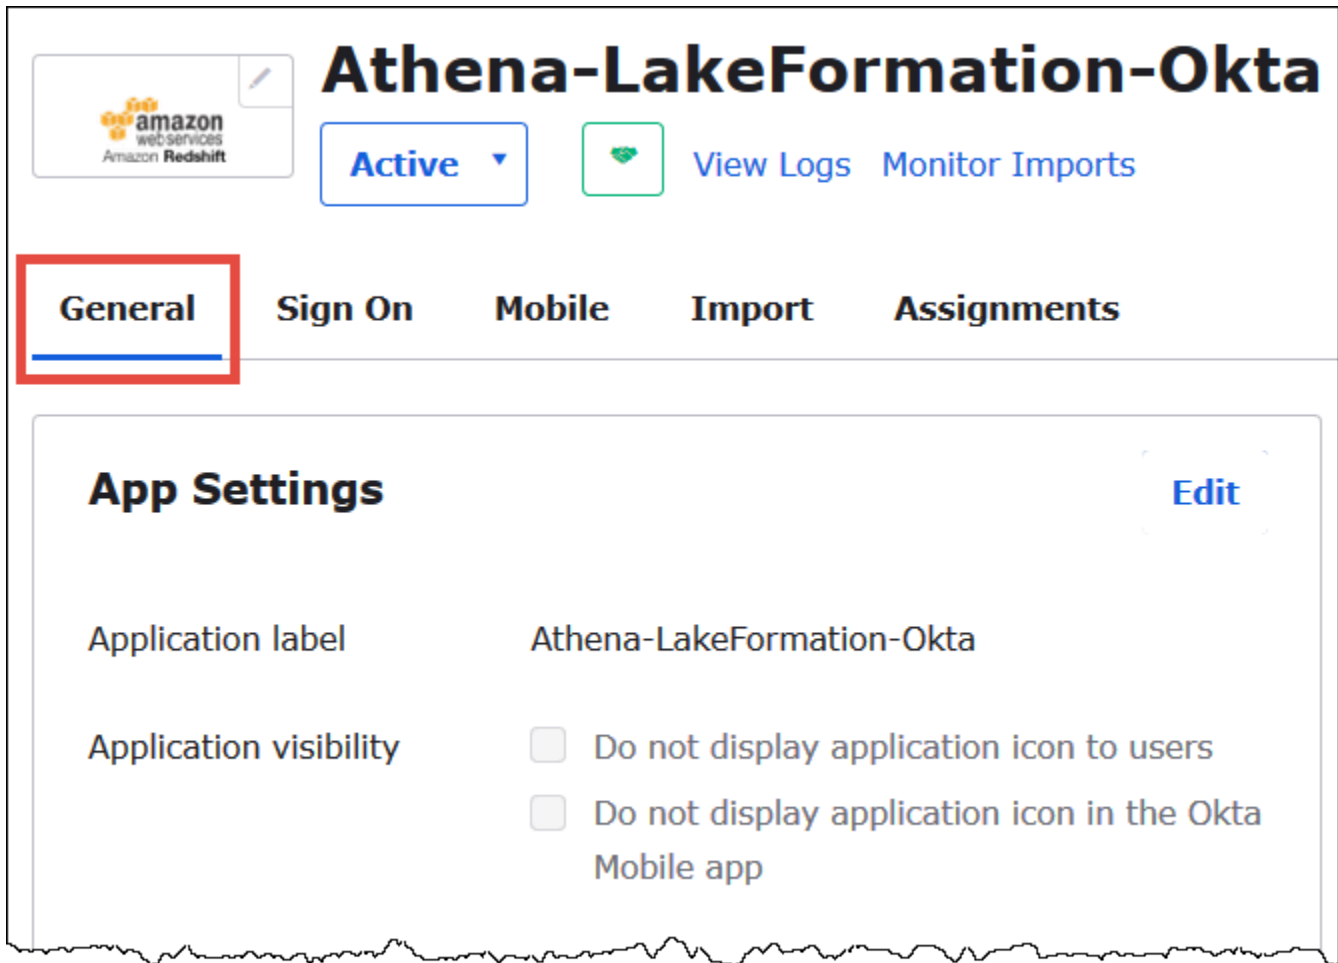 Athena-LakeFormation-Okta
amazon
webservices
Amazon Redshift
Active
View Logs
Monitor Imports
General
Sign On
Mobile
Import
Assignments
App Settings
Edit
Application label
Athena-LakeFormation-Okta
Application visibility
Do not display application icon to users
Do not display application icon in the Okta
Mobile app